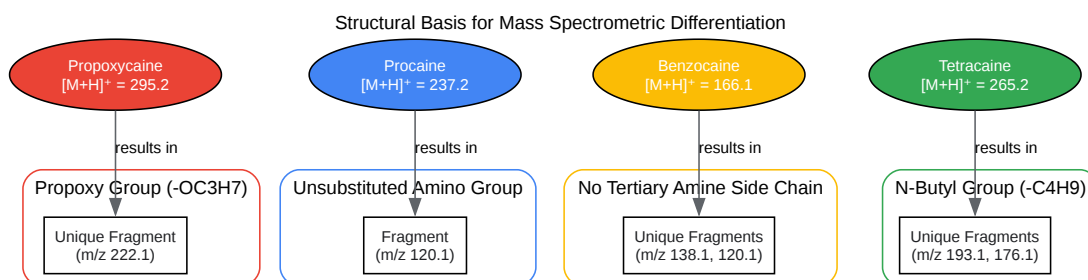 Structural Basis for Mass Spectrometric Differentiation
Propoxycaine
[M+H]⁺ = 295.2
Procaine
[M+H]⁺ = 237.2
Benzocaine
[M+H]⁺ = 166.1
Tetracaine
[M+H]⁺ = 265.2
results in
results in
results in
results in
Propoxy Group (-OC3H7)
Unsubstituted Amino Group
No Tertiary Amine Side Chain
N-Butyl Group (-C4H9)
Unique Fragment
(m/z 222.1)
Fragment
(m/z 120.1)
Unique Fragments
(m/z 138.1, 120.1)
Unique Fragments
(m/z 193.1, 176.1)